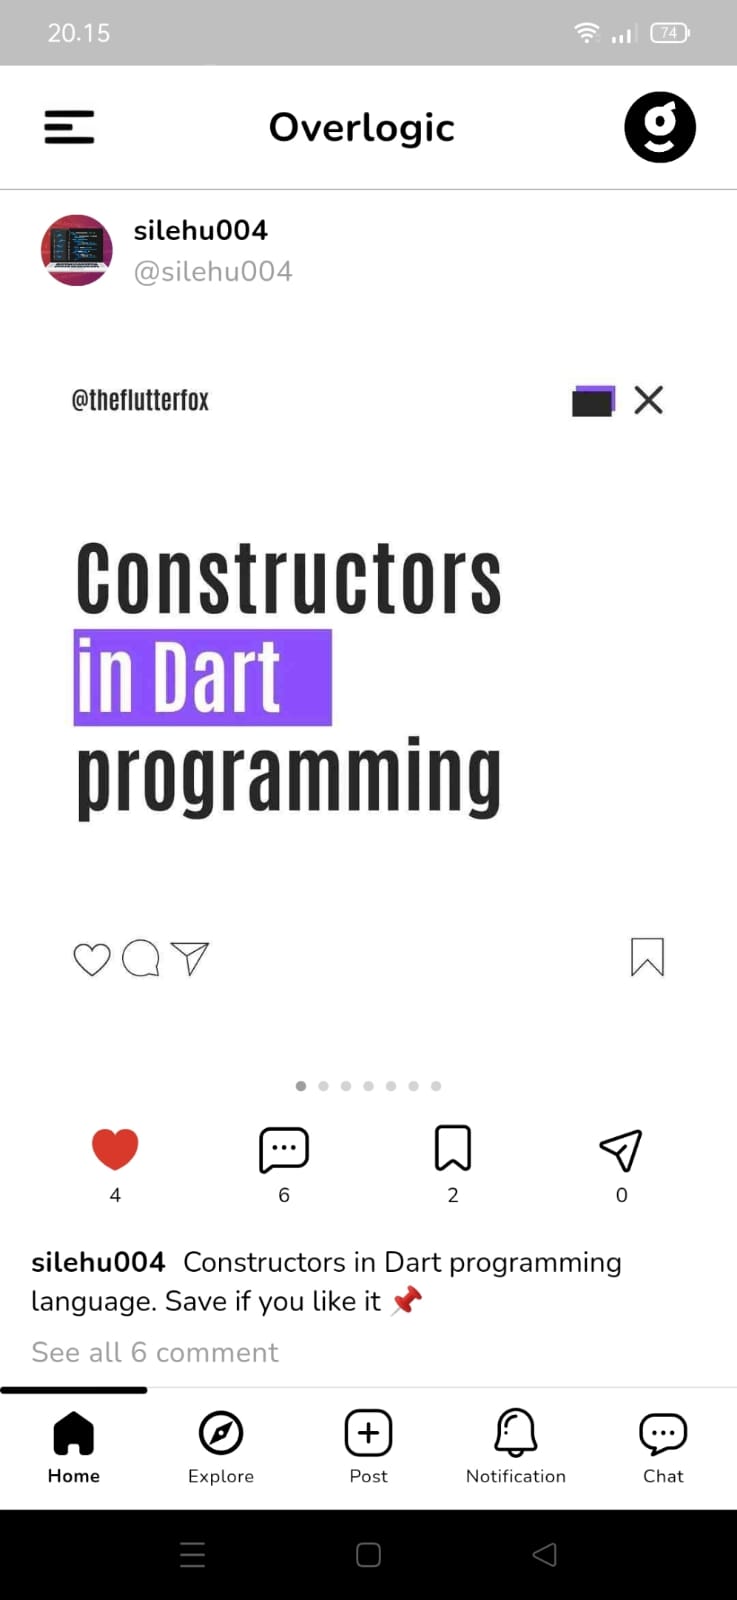 20.15
74
Overlogic
silehu004
@silehu004
@theflutterfox
Constructors
in Dart
programming
4
6
2
0
silehu004 Constructors in Dart programming
language. Save if you like it 📌
See all 6 comment
Home
Explore
Post
Notification
Chat